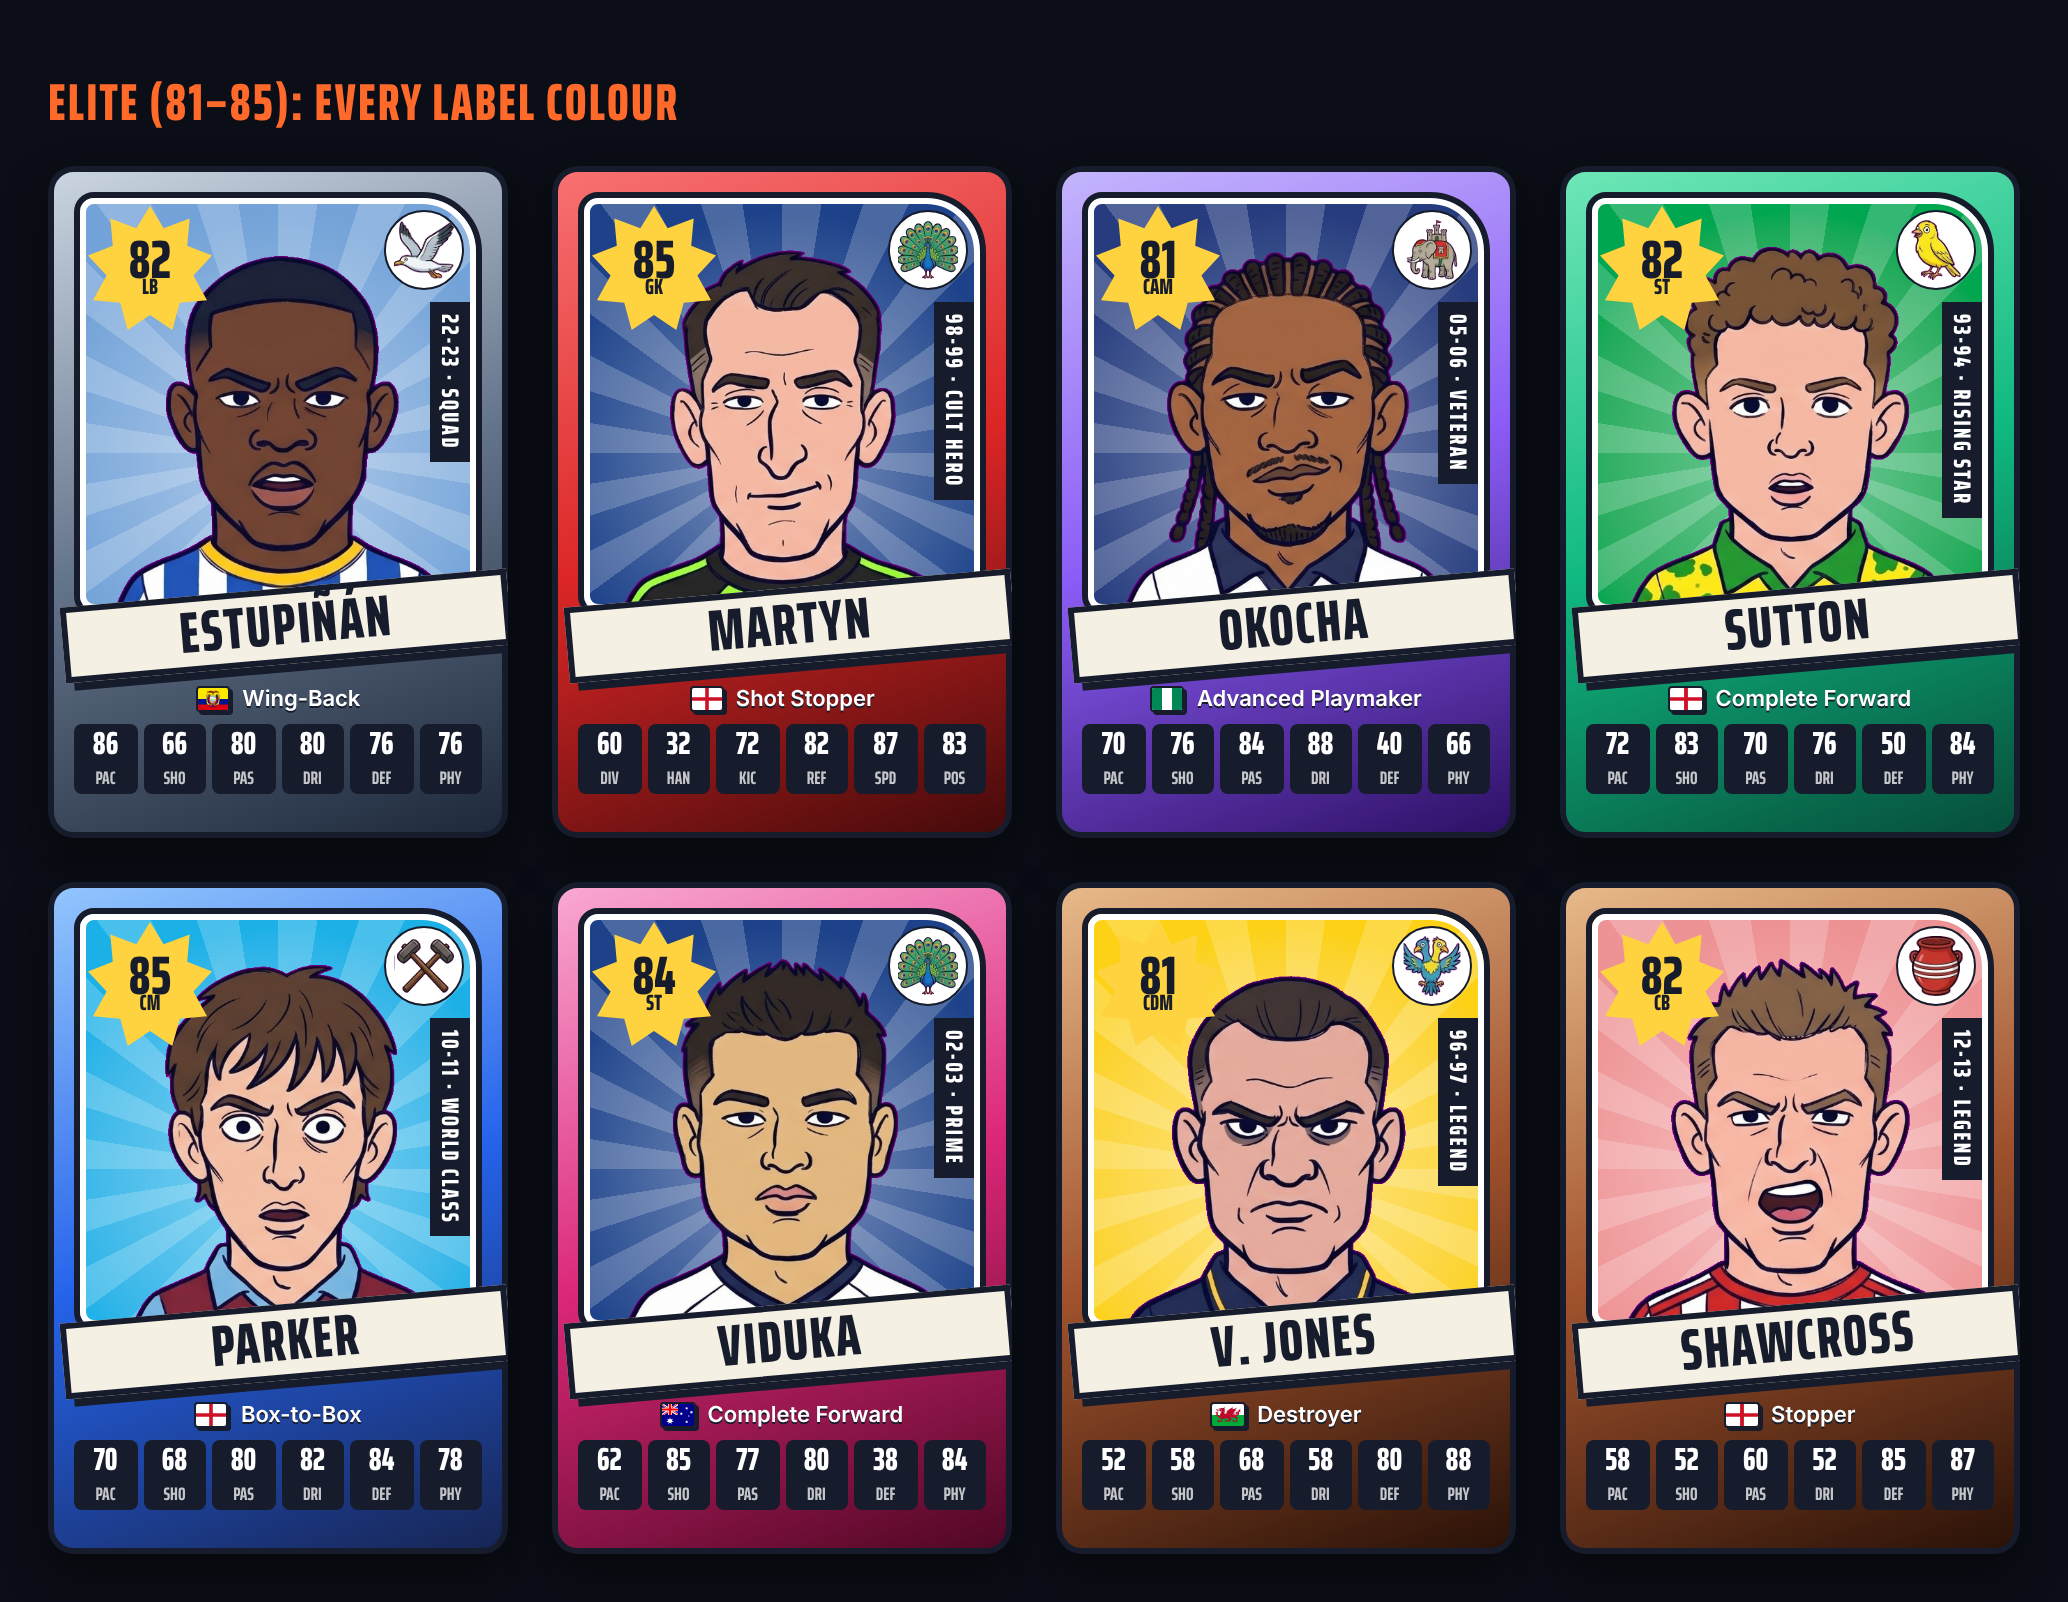 ELITE (81–85): EVERY LABEL COLOUR
82
LB
22-23 · SQUAD
ESTUPIÑÁN
Wing-Back
86 66 80 80 76 76
PAC SHO PAS DRI DEF PHY
85
GK
98-99 · CULT HERO
MARTYN
Shot Stopper
60 32 72 82 87 83
DIV HAN KIC REF SPD POS
81
CAM
05-06 · VETERAN
OKOCHA
Advanced Playmaker
70 76 84 88 40 66
PAC SHO PAS DRI DEF PHY
82
ST
93-94 · RISING STAR
SUTTON
Complete Forward
72 83 70 76 50 84
PAC SHO PAS DRI DEF PHY
85
CM
10-11 · WORLD CLASS
PARKER
Box-to-Box
70 68 80 82 84 78
PAC SHO PAS DRI DEF PHY
84
ST
02-03 · PRIME
VIDUKA
Complete Forward
62 85 77 80 38 84
PAC SHO PAS DRI DEF PHY
81
CDM
96-97 · LEGEND
V. JONES
Destroyer
52 58 68 58 80 88
PAC SHO PAS DRI DEF PHY
82
CB
12-13 · LEGEND
SHAWCROSS
Stopper
58 52 60 52 85 87
PAC SHO PAS DRI DEF PHY